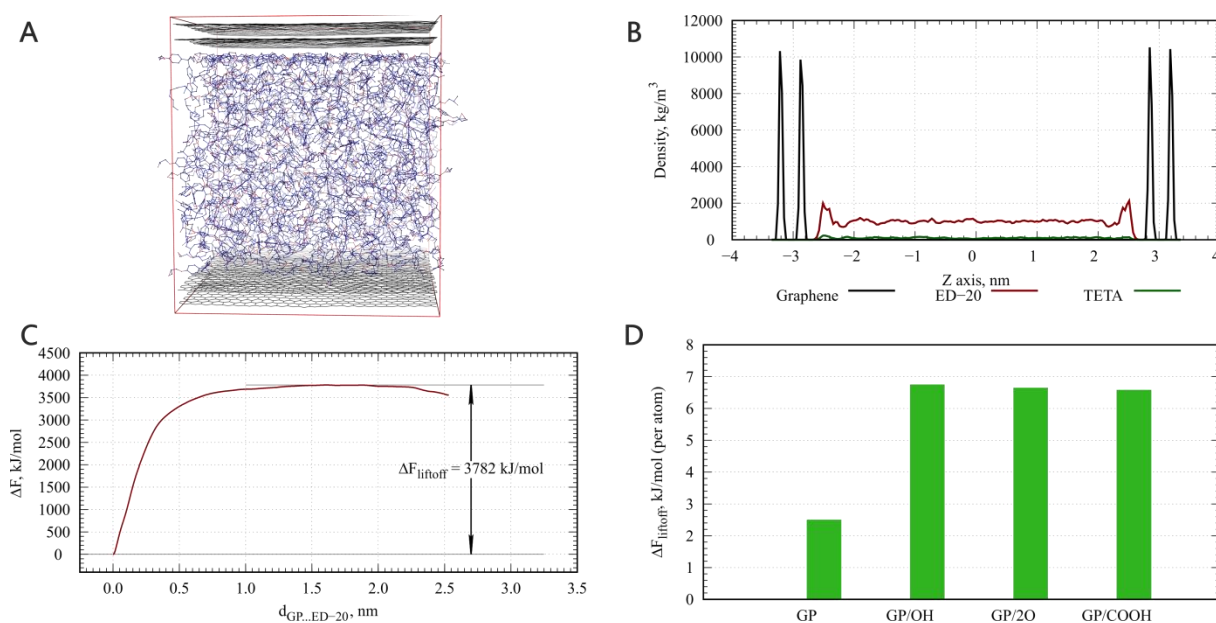 A
B
12000
10000
8000
6000
4000
2000
0
Density, kg/m³
−4 −3 −2 −1 0 1 2 3 4
Z axis, nm
Graphene ED−20 TETA
C
4500
4000
3500
3000
2500
2000
1500
1000
500
0
ΔF, kJ/mol
ΔFliftoff = 3782 kJ/mol
0.0 0.5 1.0 1.5 2.0 2.5 3.0 3.5
dGP...ED−20, nm
D
8
7
6
5
4
3
2
1
0
ΔFliftoff, kJ/mol (per atom)
GP GP/OH GP/2O GP/COOH